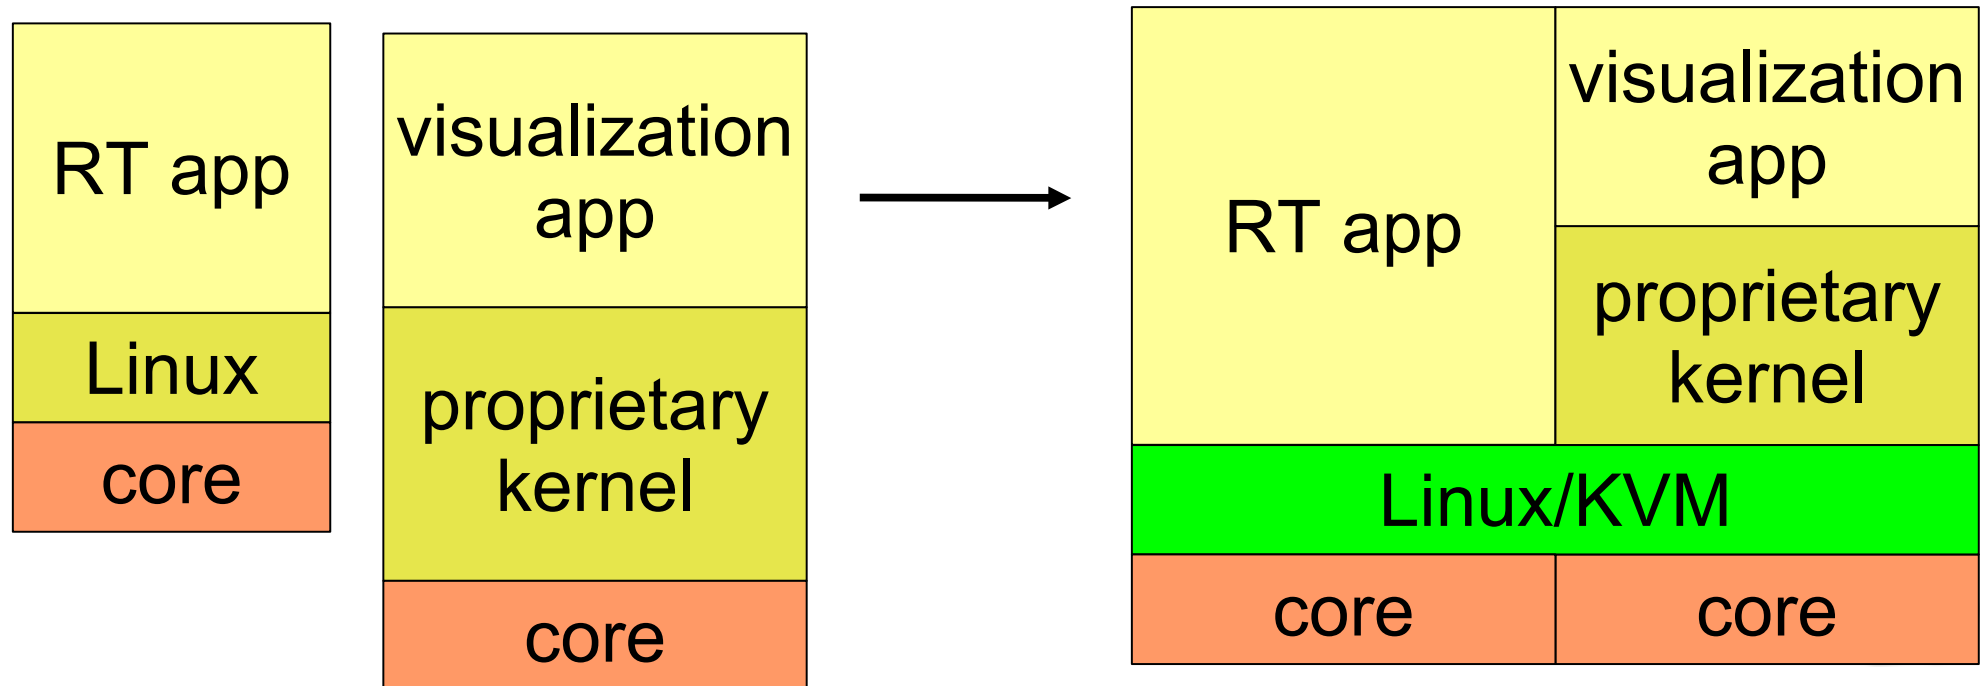 RT app
Linux
core
visualization
app
proprietary
kernel
core
RT app
visualization
app
proprietary
kernel
Linux/KVM
core
core